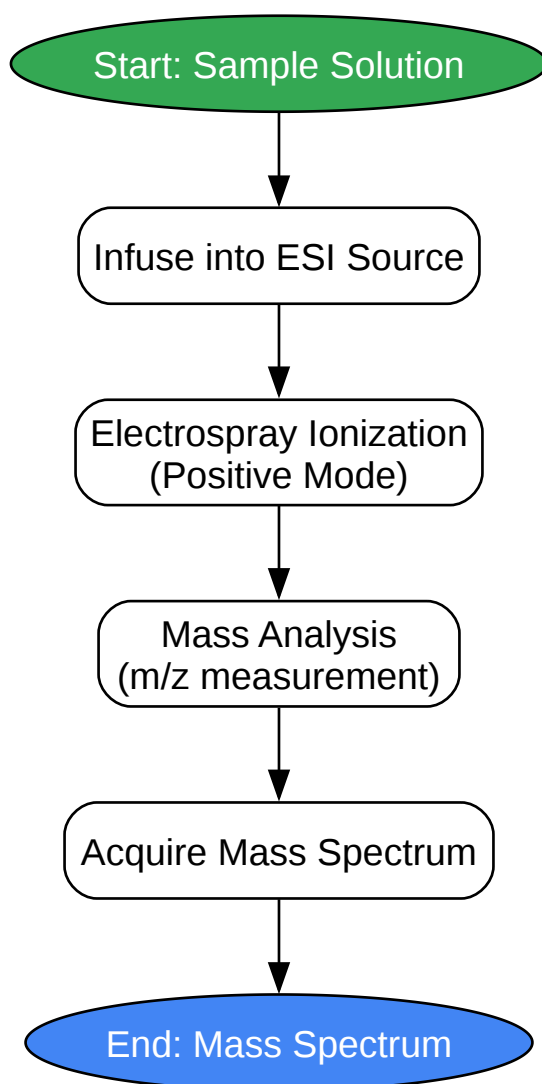 Start: Sample Solution
Infuse into ESI Source
Electrospray Ionization
(Positive Mode)
Mass Analysis
(m/z measurement)
Acquire Mass Spectrum
End: Mass Spectrum